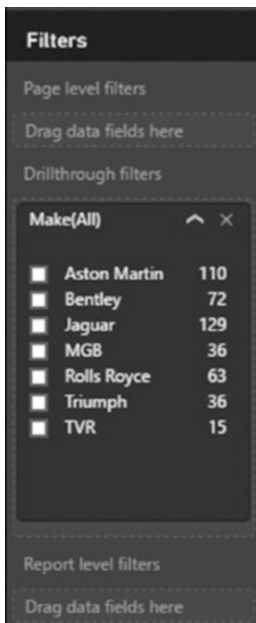 Filters
Page level filters
Drag data fields here
Drillthrough filters
Make(All)
Aston Martin 110
Bentley 72
Jaguar 129
MGB 36
Rolls Royce 63
Triumph 36
TVR 15
Report level filters
Drag data fields here